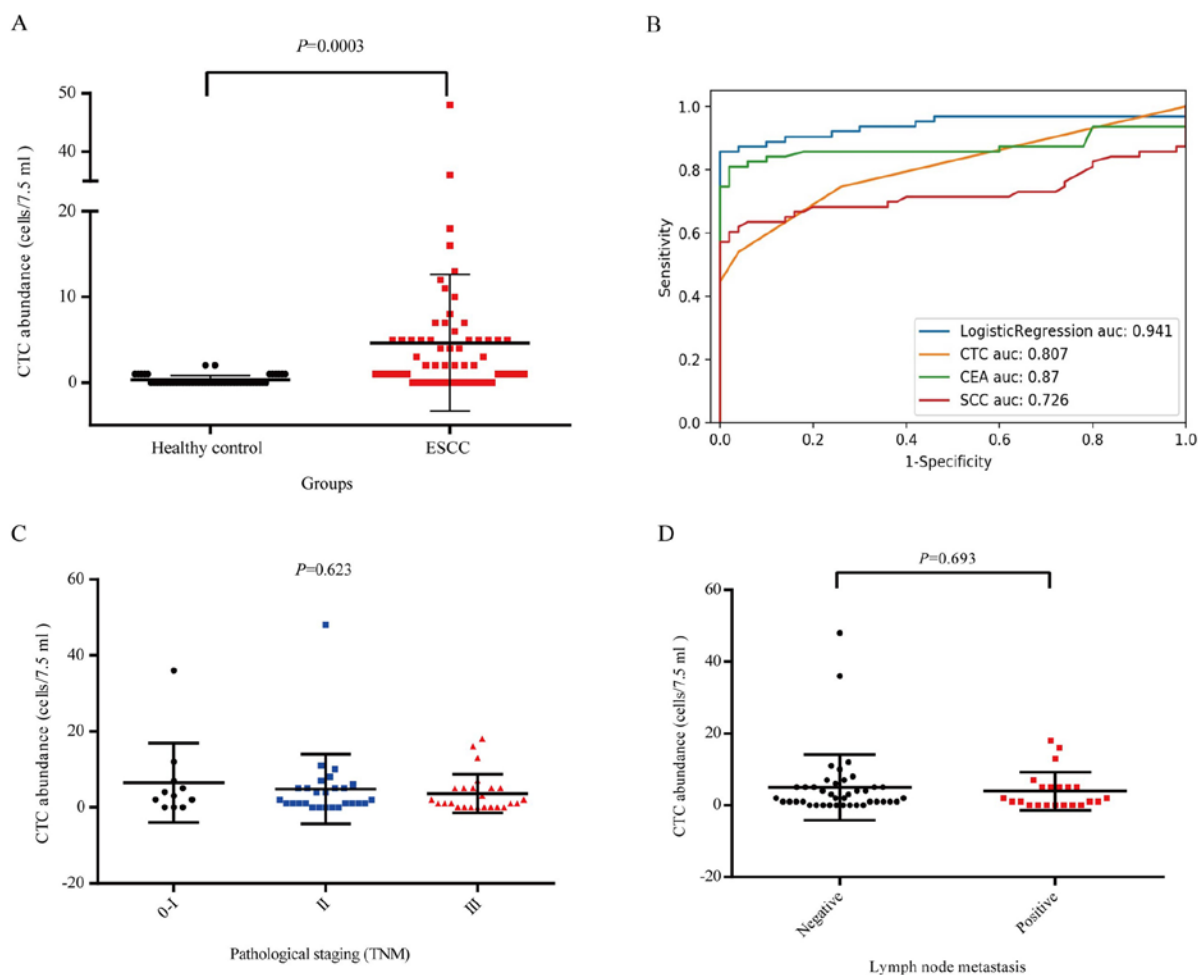 A
P=0.0003
CTC abundance (cells/7.5 ml )
50
40
20
10
0
Healthy control
ESCC
Groups
B
Sensitivity
1.0
0.8
0.6
0.4
0.2
0.0
LogisticRegression auc: 0.941
CTC auc: 0.807
CEA auc: 0.87
SCC auc: 0.726
0.0
0.2
0.4
0.6
0.8
1.0
1-Specificity
C
P=0.623
CTC abundance (cells/7.5 ml )
60
40
20
0
-20
0-1
II
III
Pathological staging (TNM)
D
P=0.693
CTC abundance (cells/7.5 ml )
60
40
20
0
-20
Negative
Positive
Lymph node metastasis